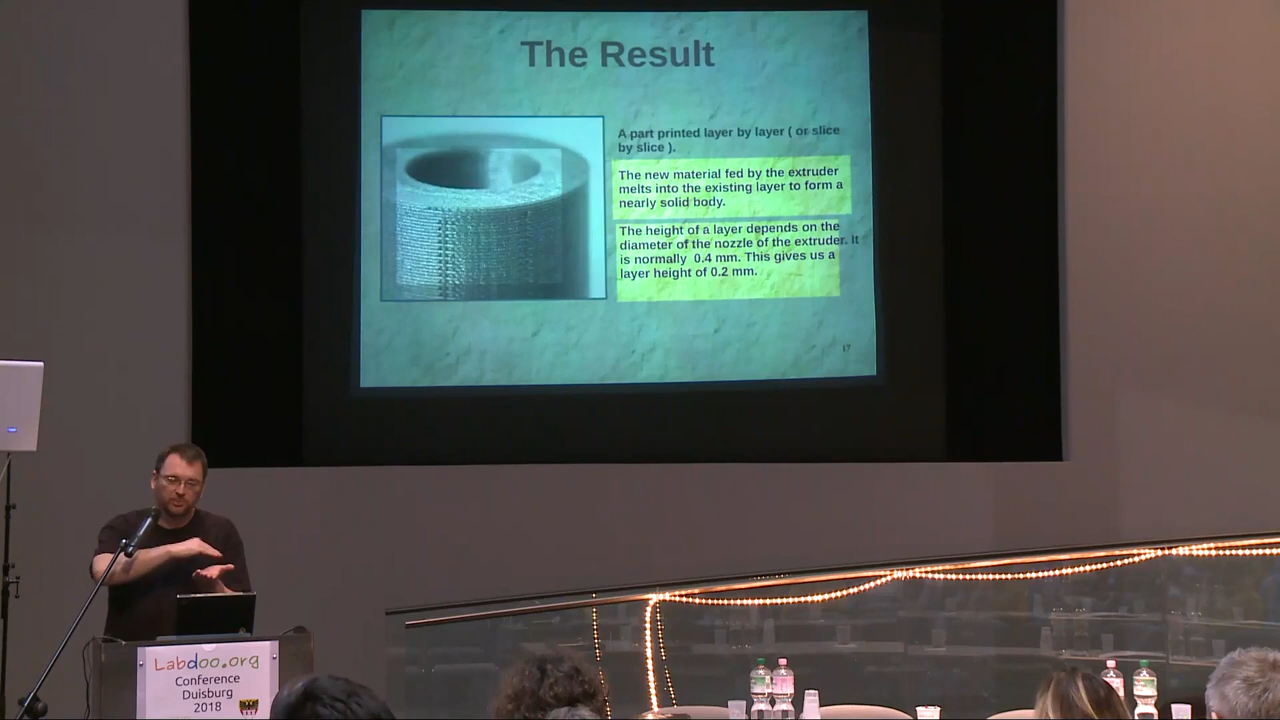 The Result
A part printed layer by layer ( or slice
by slice ).
The new material fed by the extruder
melts into the existing layer to form a
nearly solid body.
The height of a layer depends on the
diameter of the nozzle of the extruder. It
is normally 0.4 mm. This gives us a
layer height of 0.2 mm.
17
Labdoo.org
Conference
Duisburg
2018